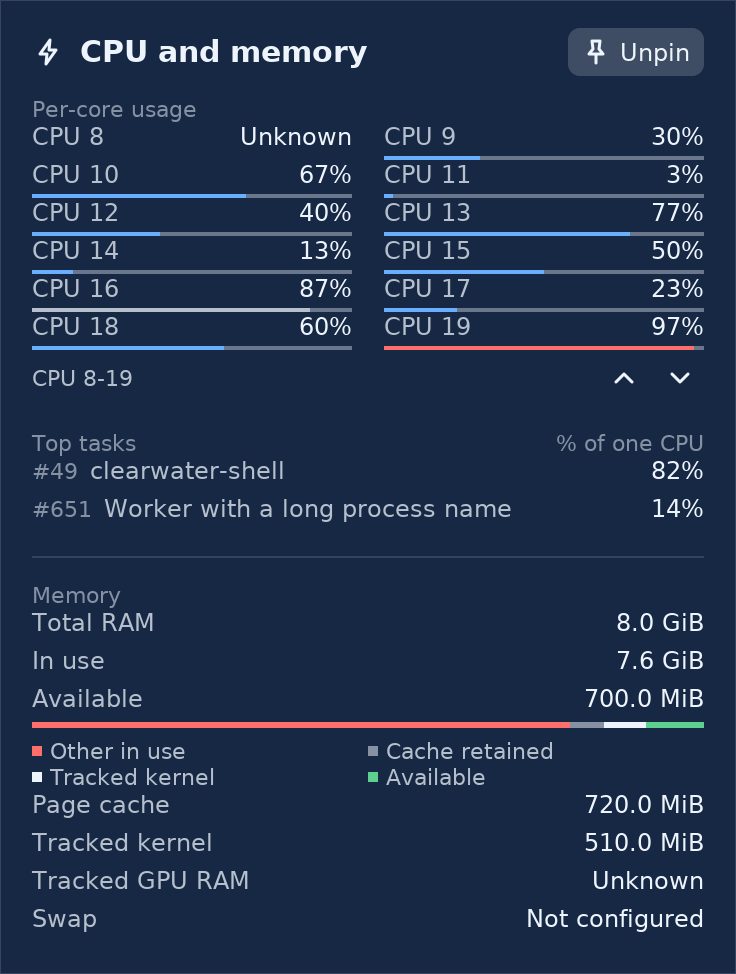 CPU and memory
Unpin
Per-core usage
CPU 8 Unknown CPU 9 30%
CPU 10 67% CPU 11 3%
CPU 12 40% CPU 13 77%
CPU 14 13% CPU 15 50%
CPU 16 87% CPU 17 23%
CPU 18 60% CPU 19 97%
CPU 8-19
Top tasks % of one CPU
#49 clearwater-shell 82%
#651 Worker with a long process name 14%
Memory
Total RAM 8.0 GiB
In use 7.6 GiB
Available 700.0 MiB
Other in use Cache retained
Tracked kernel Available
Page cache 720.0 MiB
Tracked kernel 510.0 MiB
Tracked GPU RAM Unknown
Swap Not configured